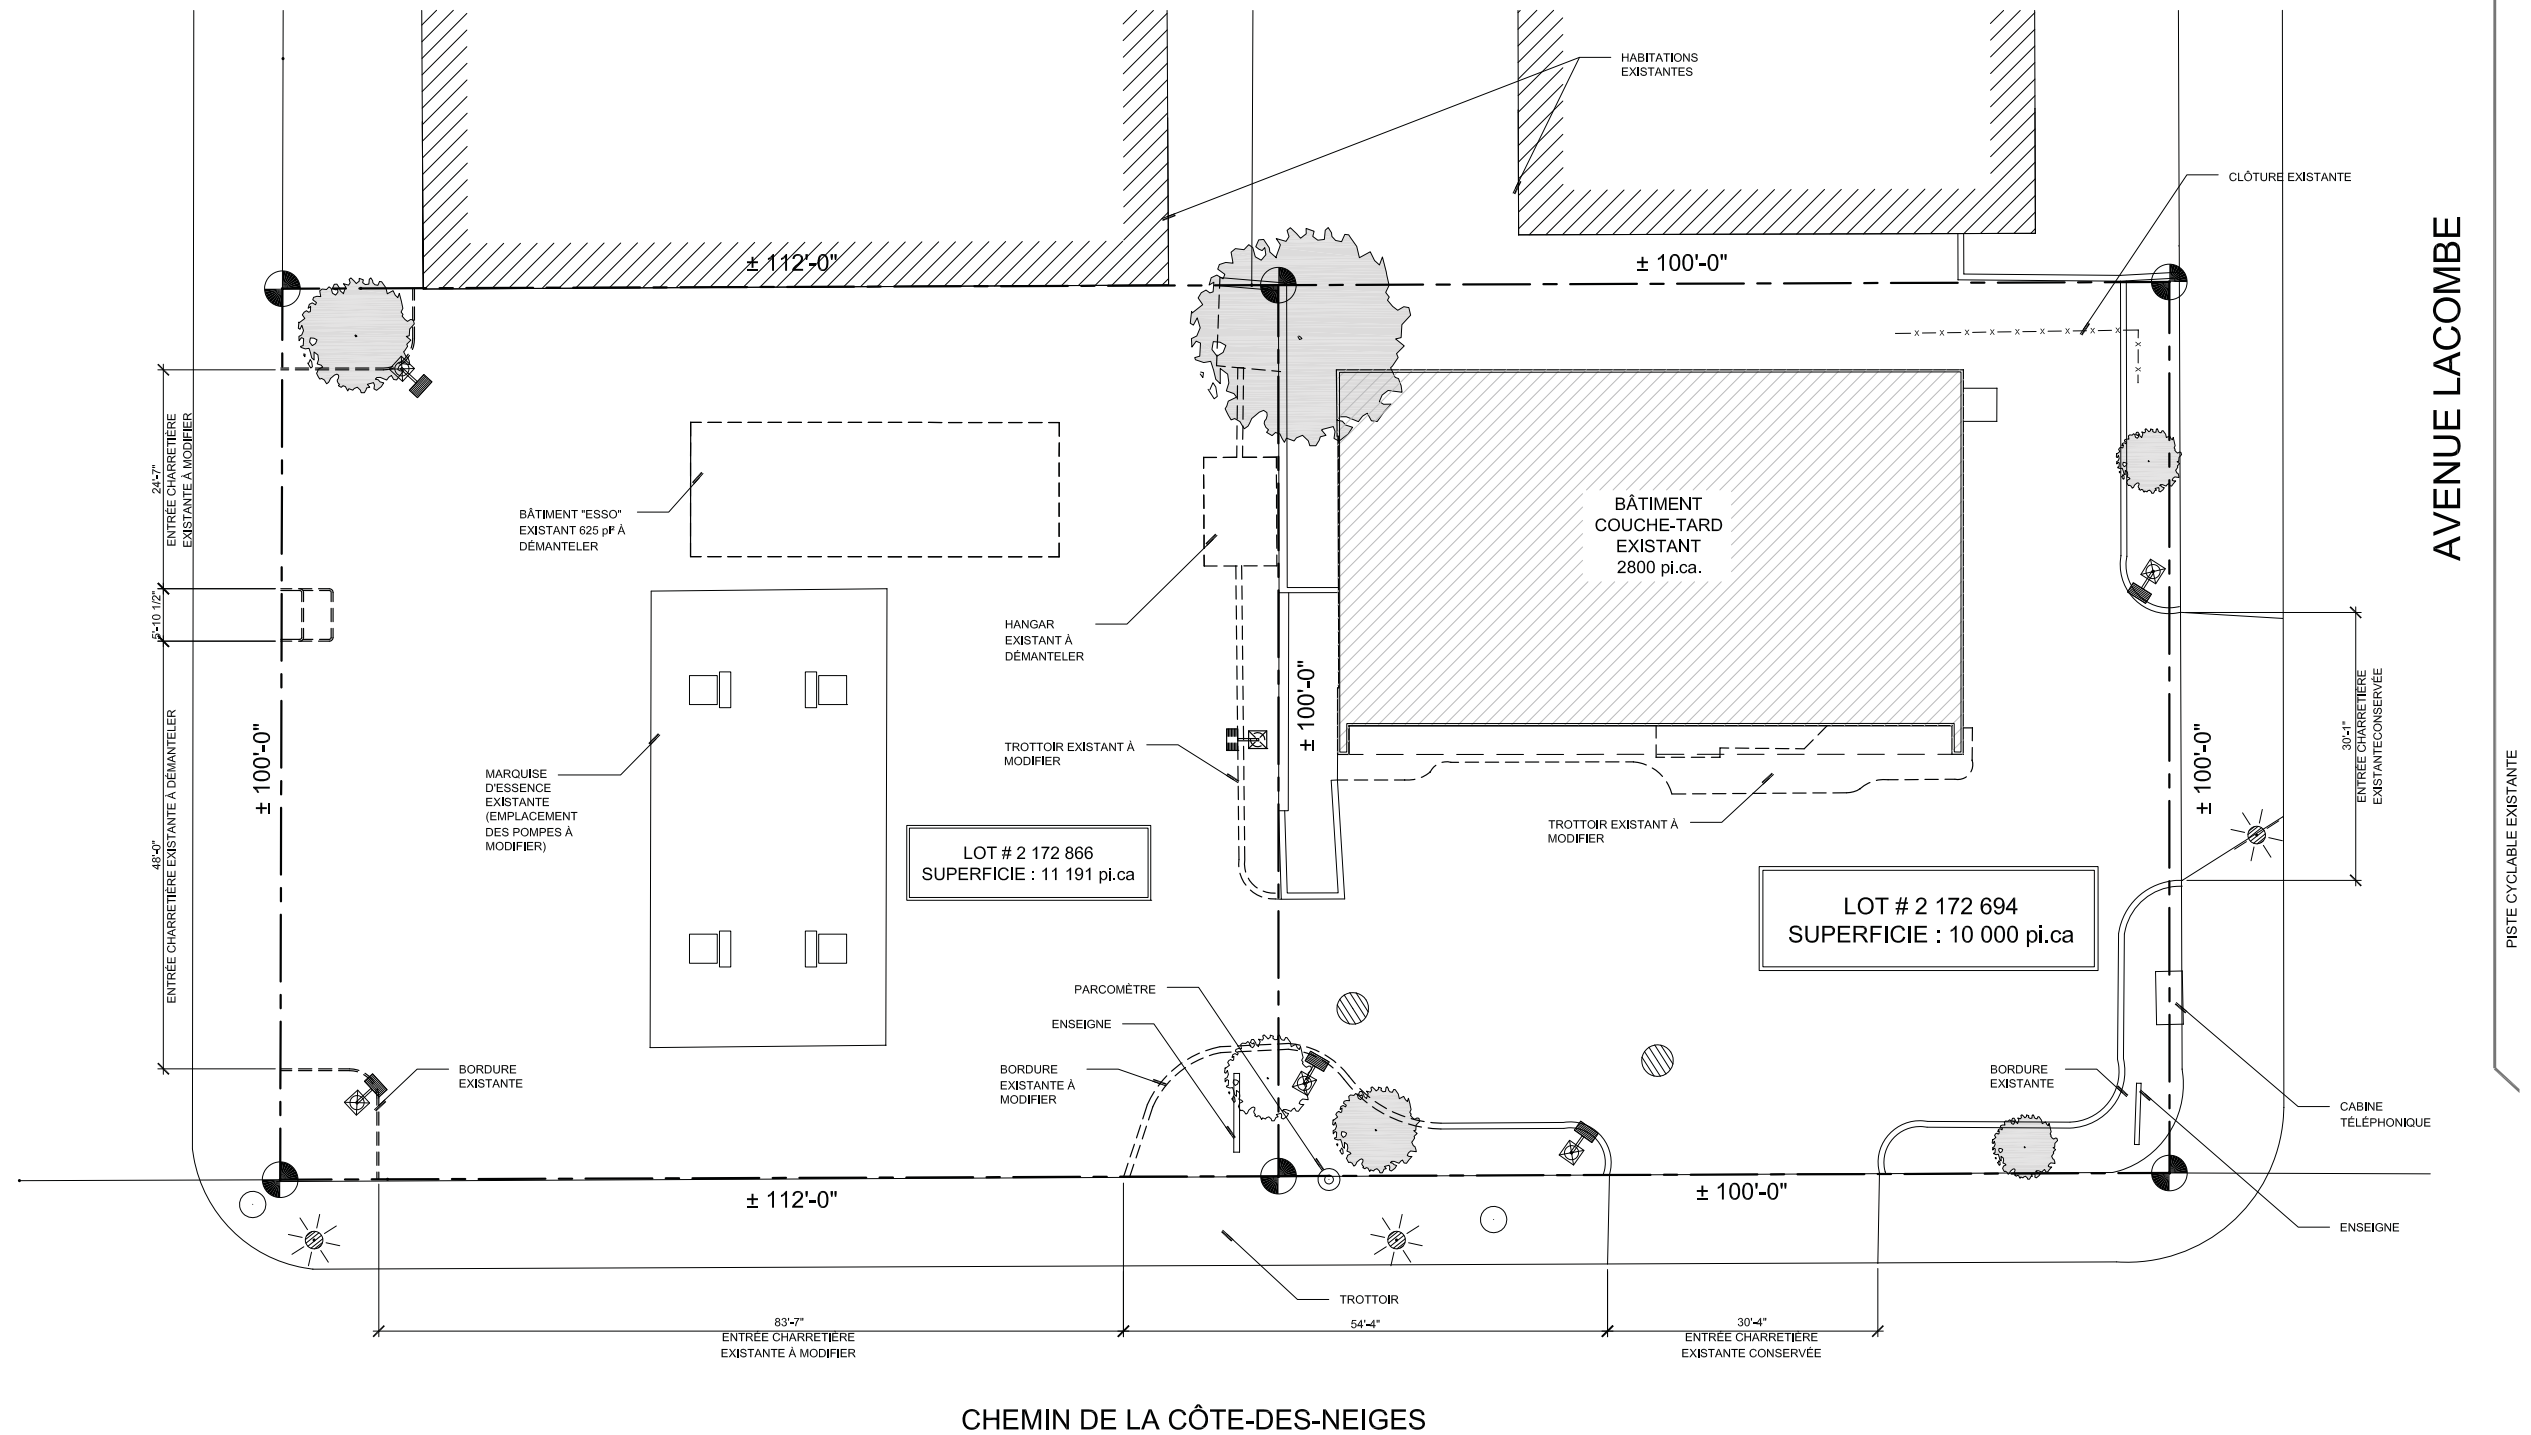 HABITATIONS
EXISTANTES
CLÔTURE EXISTANTE
AVENUE LACOMBE
± 112'-0"
± 100'-0"
24'-7"
ENTRÉE CHARRETIÈRE
EXISTANTE À MODIFIER
BÂTIMENT "ESSO"
EXISTANT 625 pi² À
DÉMANTELER
BÂTIMENT
COUCHE-TARD
EXISTANT
2800 pi.ca.
5'-10 1/2"
HANGAR
EXISTANT À
DÉMANTELER
± 100'-0"
± 100'-0"
± 100'-0"
30'-1"
ENTRÉE CHARRETIÈRE
EXISTANTECONSERVÉE
48'-0"
ENTRÉE CHARRETIÈRE EXISTANTE À DÉMANTELER
TROTTOIR EXISTANT À
MODIFIER
MARQUISE
D'ESSENCE
EXISTANTE
(EMPLACEMENT
DES POMPES À
MODIFIER)
TROTTOIR EXISTANT À
MODIFIER
PISTE CYCLABLE EXISTANTE
LOT # 2 172 866
SUPERFICIE : 11 191 pi.ca
LOT # 2 172 694
SUPERFICIE : 10 000 pi.ca
PARCOMÈTRE
ENSEIGNE
BORDURE
EXISTANTE
BORDURE
EXISTANTE À
MODIFIER
BORDURE
EXISTANTE
CABINE
TÉLÉPHONIQUE
± 112'-0"
± 100'-0"
ENSEIGNE
TROTTOIR
83'-7"
ENTRÉE CHARRETIÈRE
EXISTANTE À MODIFIER
54'-4"
30'-4"
ENTRÉE CHARRETIÈRE
EXISTANTE CONSERVÉE
CHEMIN DE LA CÔTE-DES-NEIGES